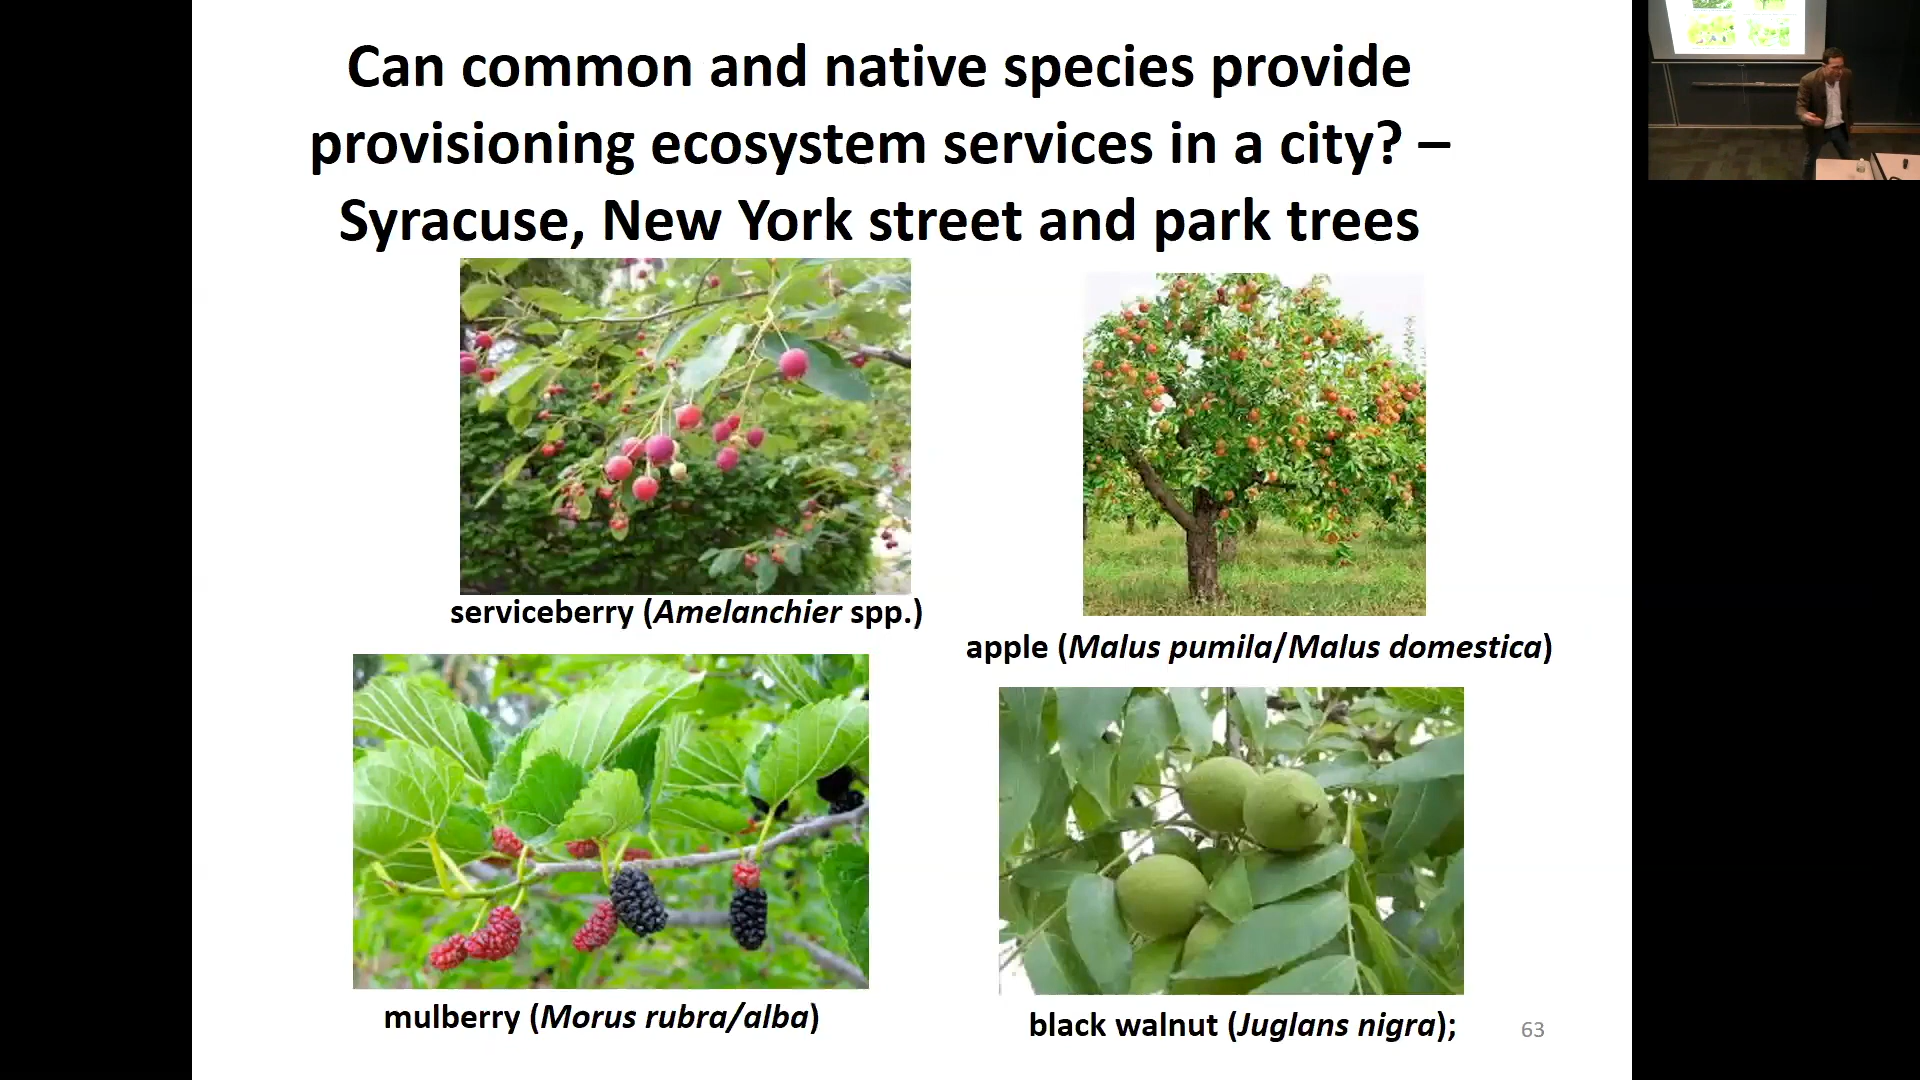 Can common and native species provide
provisioning ecosystem services in a city? –
Syracuse, New York street and park trees
serviceberry (Amelanchier spp.)
apple (Malus pumila/Malus domestica)
mulberry (Morus rubra/alba)
black walnut (Juglans nigra);
63